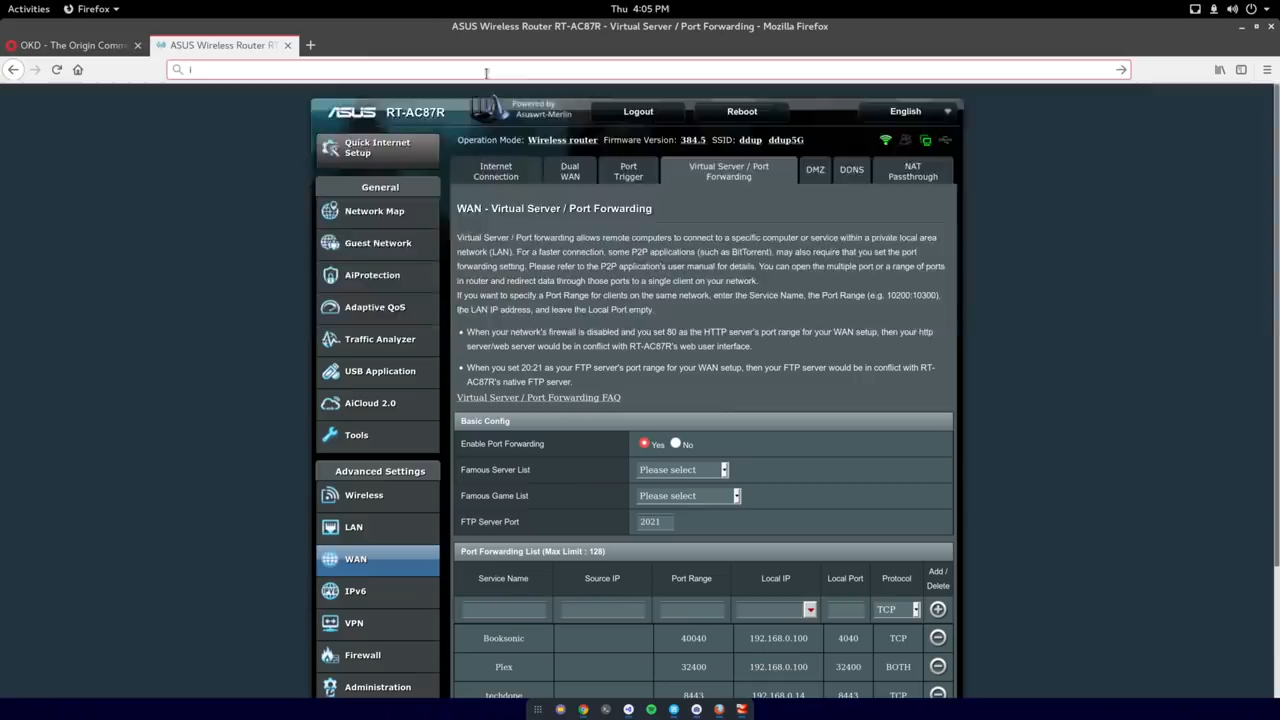 Activities
Firefox
Thu 4:05 PM
ASUS Wireless Router RT-AC87R - Virtual Server / Port Forwarding - Mozilla Firefox
OKD - The Origin Comm
ASUS Wireless Router RT
i
ASUS RT-AC87R
Powered by
Asuswrt-Merlin
Logout
Reboot
English
Quick Internet
Setup
Operation Mode: Wireless router Firmware Version: 384.5 SSID: ddup ddup5G
Internet
Connection
Dual
WAN
Port
Trigger
Virtual Server / Port
Forwarding
DMZ
DDNS
NAT
Passthrough
General
Network Map
Guest Network
AiProtection
Adaptive QoS
Traffic Analyzer
USB Application
AiCloud 2.0
Tools
Advanced Settings
Wireless
LAN
WAN
IPv6
VPN
Firewall
Administration
WAN - Virtual Server / Port Forwarding
Virtual Server / Port forwarding allows remote computers to connect to a specific computer or service within a private local area
network (LAN). For a faster connection, some P2P applications (such as BitTorrent), may also require that you set the port
forwarding setting. Please refer to the P2P application's user manual for details. You can open the multiple port or a range of ports
in router and redirect data through those ports to a single client on your network.
If you want to specify a Port Range for clients on the same network, enter the Service Name, the Port Range (e.g. 10200:10300),
the LAN IP address, and leave the Local Port empty.
• When your network's firewall is disabled and you set 80 as the HTTP server's port range for your WAN setup, then your http
server/web server would be in conflict with RT-AC87R's web user interface.
• When you set 20:21 as your FTP server's port range for your WAN setup, then your FTP server would be in conflict with RT-
AC87R's native FTP server.
Virtual Server / Port Forwarding FAQ
Basic Config
Enable Port Forwarding Yes No
Famous Server List Please select
Famous Game List Please select
FTP Server Port 2021
Port Forwarding List (Max Limit : 128)
Service Name Source IP Port Range Local IP Local Port Protocol Add /
Delete
TCP
Booksonic 40040 192.168.0.100 4040 TCP
Plex 32400 192.168.0.100 32400 BOTH
techdope 8443 192.168.0.14 8443 TCP